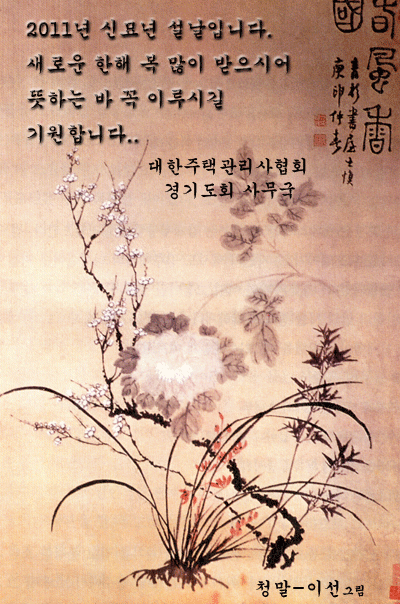 2011년 신묘년 설날입니다.
새로운 한해 목 많이 받으시어
뜻하는 바 꼭 이루시길
기원합니다..
대한주택관리사협회
경기도회 사무국
청말-이선그림